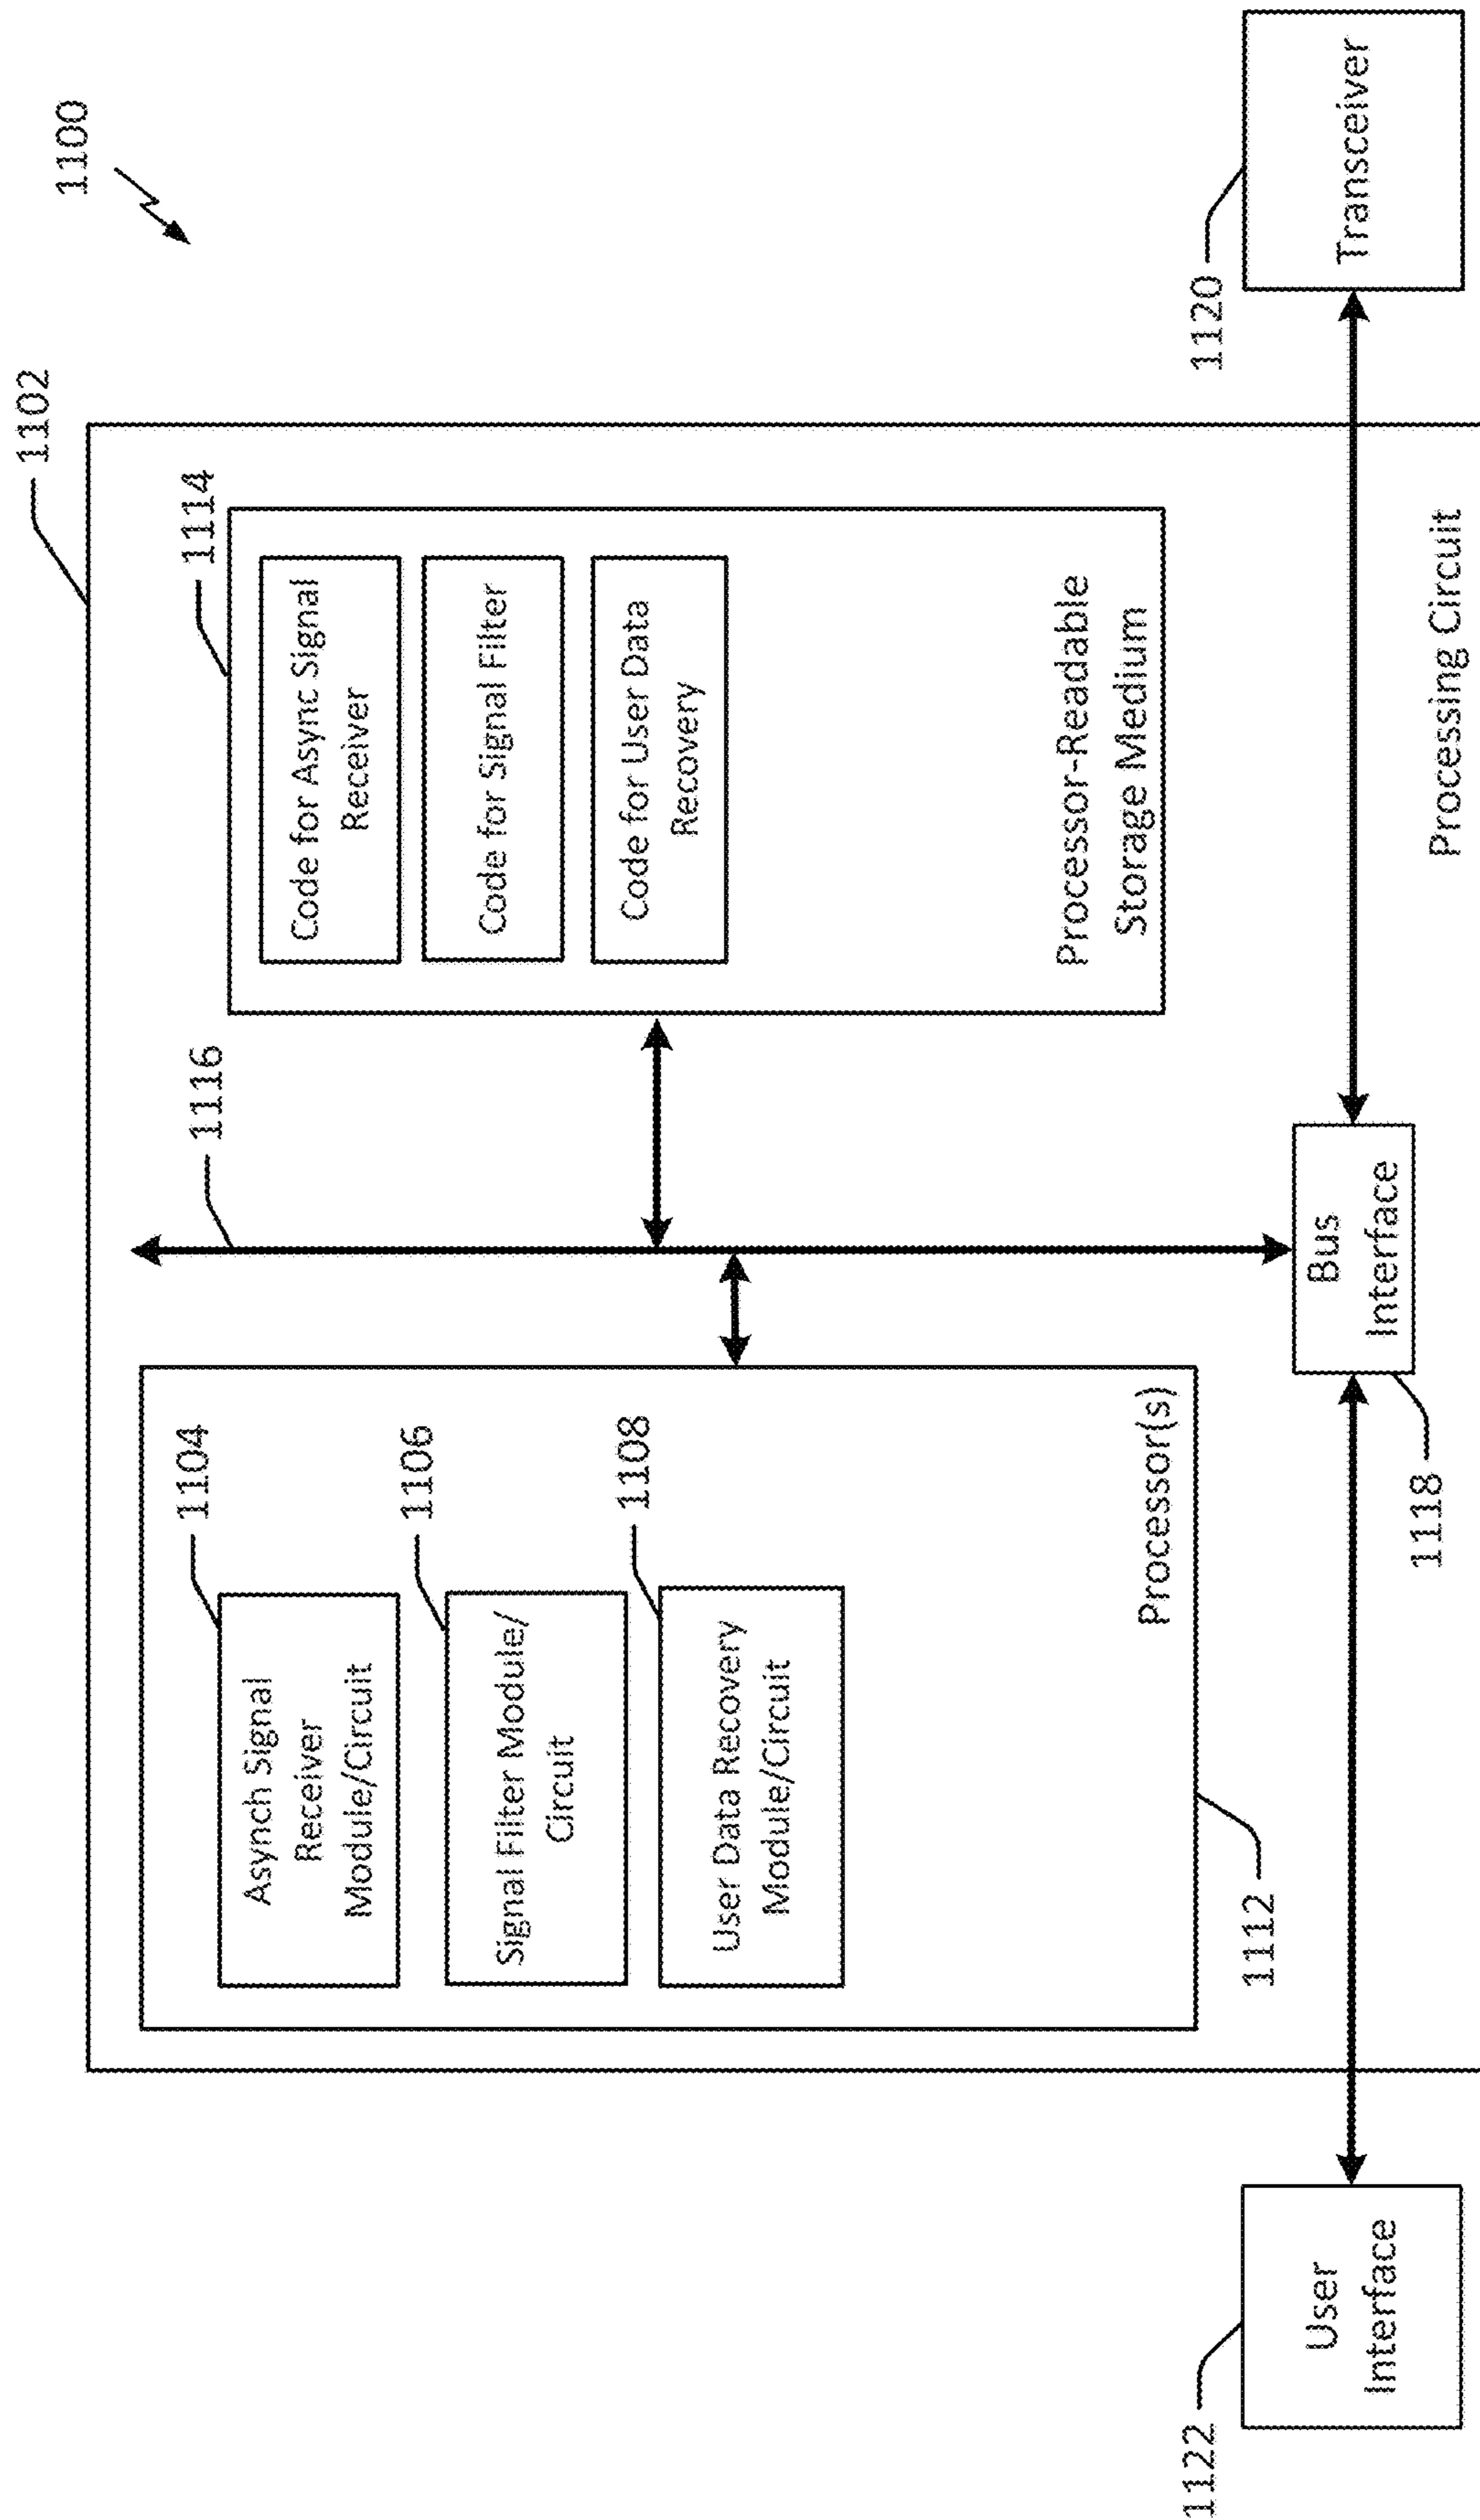 1100
1102
1104
Asynch Signal
Receiver
Module/Circuit
1106
Signal Filter Module/
Circuit
1108
User Data Recovery
Module/Circuit
Processor(s)
1112
1116
1114
Code for Async Signal
Receiver
Code for Signal Filter
Code for User Data
Recovery
Processor-Readable
Storage Medium
1122
User
Interface
Bus
Interface
1118
1120
Transceiver
Processing Circuit